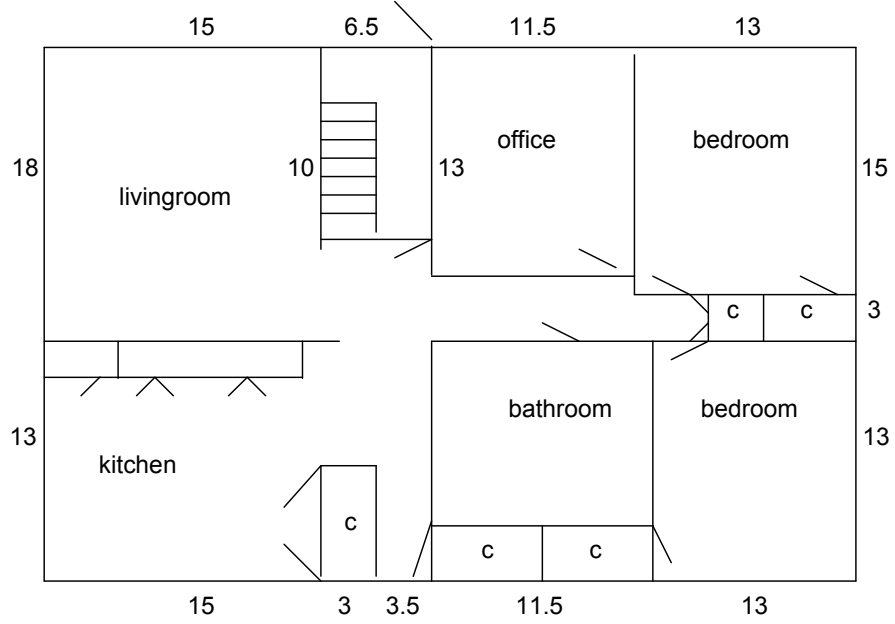 15 6.5 11.5 13
office bedroom
18 10 13 15
livingroom
c c 3
bathroom bedroom
13 13
kitchen
c
c c
15 3 3.5 11.5 13